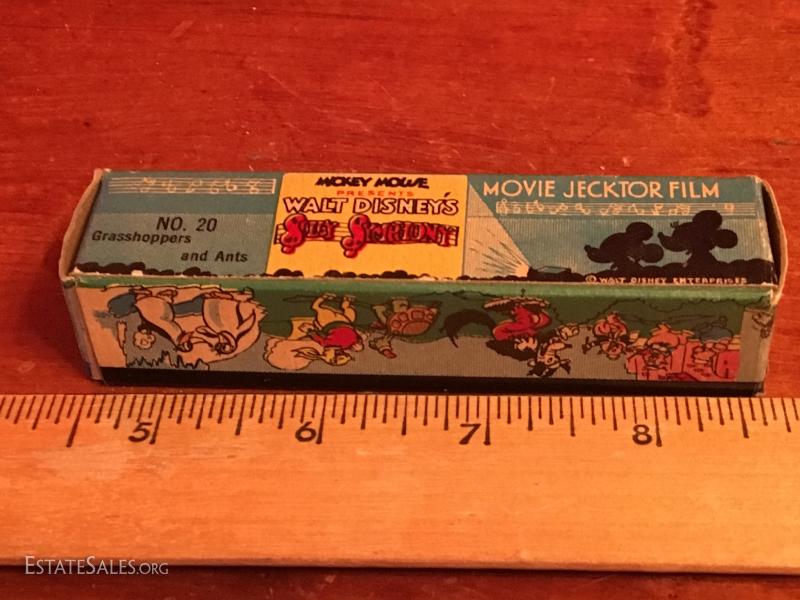 MICKEY MOUSE
PRESENTS
WALT DISNEY'S
SILLY SYMPHONY
MOVIE JECKTOR FILM
NO. 20
Grasshoppers
and Ants
© WALT DISNEY ENTERPRISES
5 6 7 8
ESTATESALES.ORG